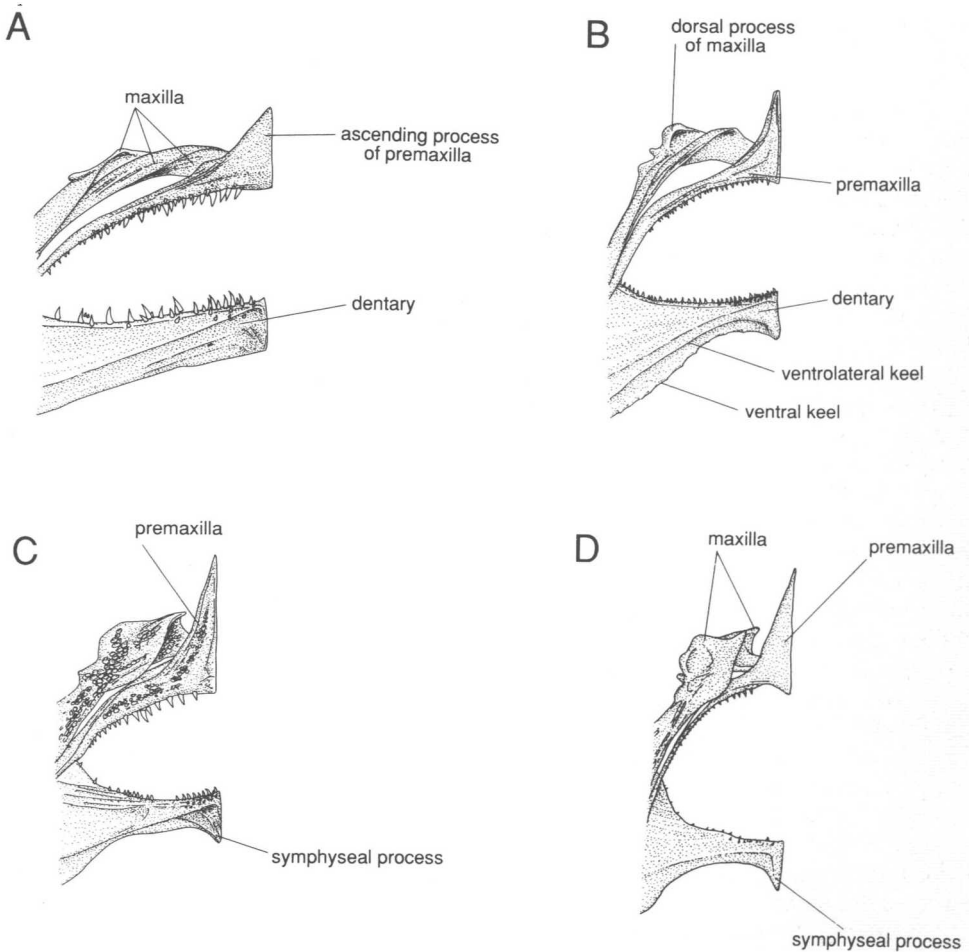 A
maxilla
ascending process
of premaxilla
dentary
B
dorsal process
of maxilla
premaxilla
dentary
ventrolateral keel
ventral keel
C
premaxilla
symphyseal process
D
maxilla
premaxilla
symphyseal process